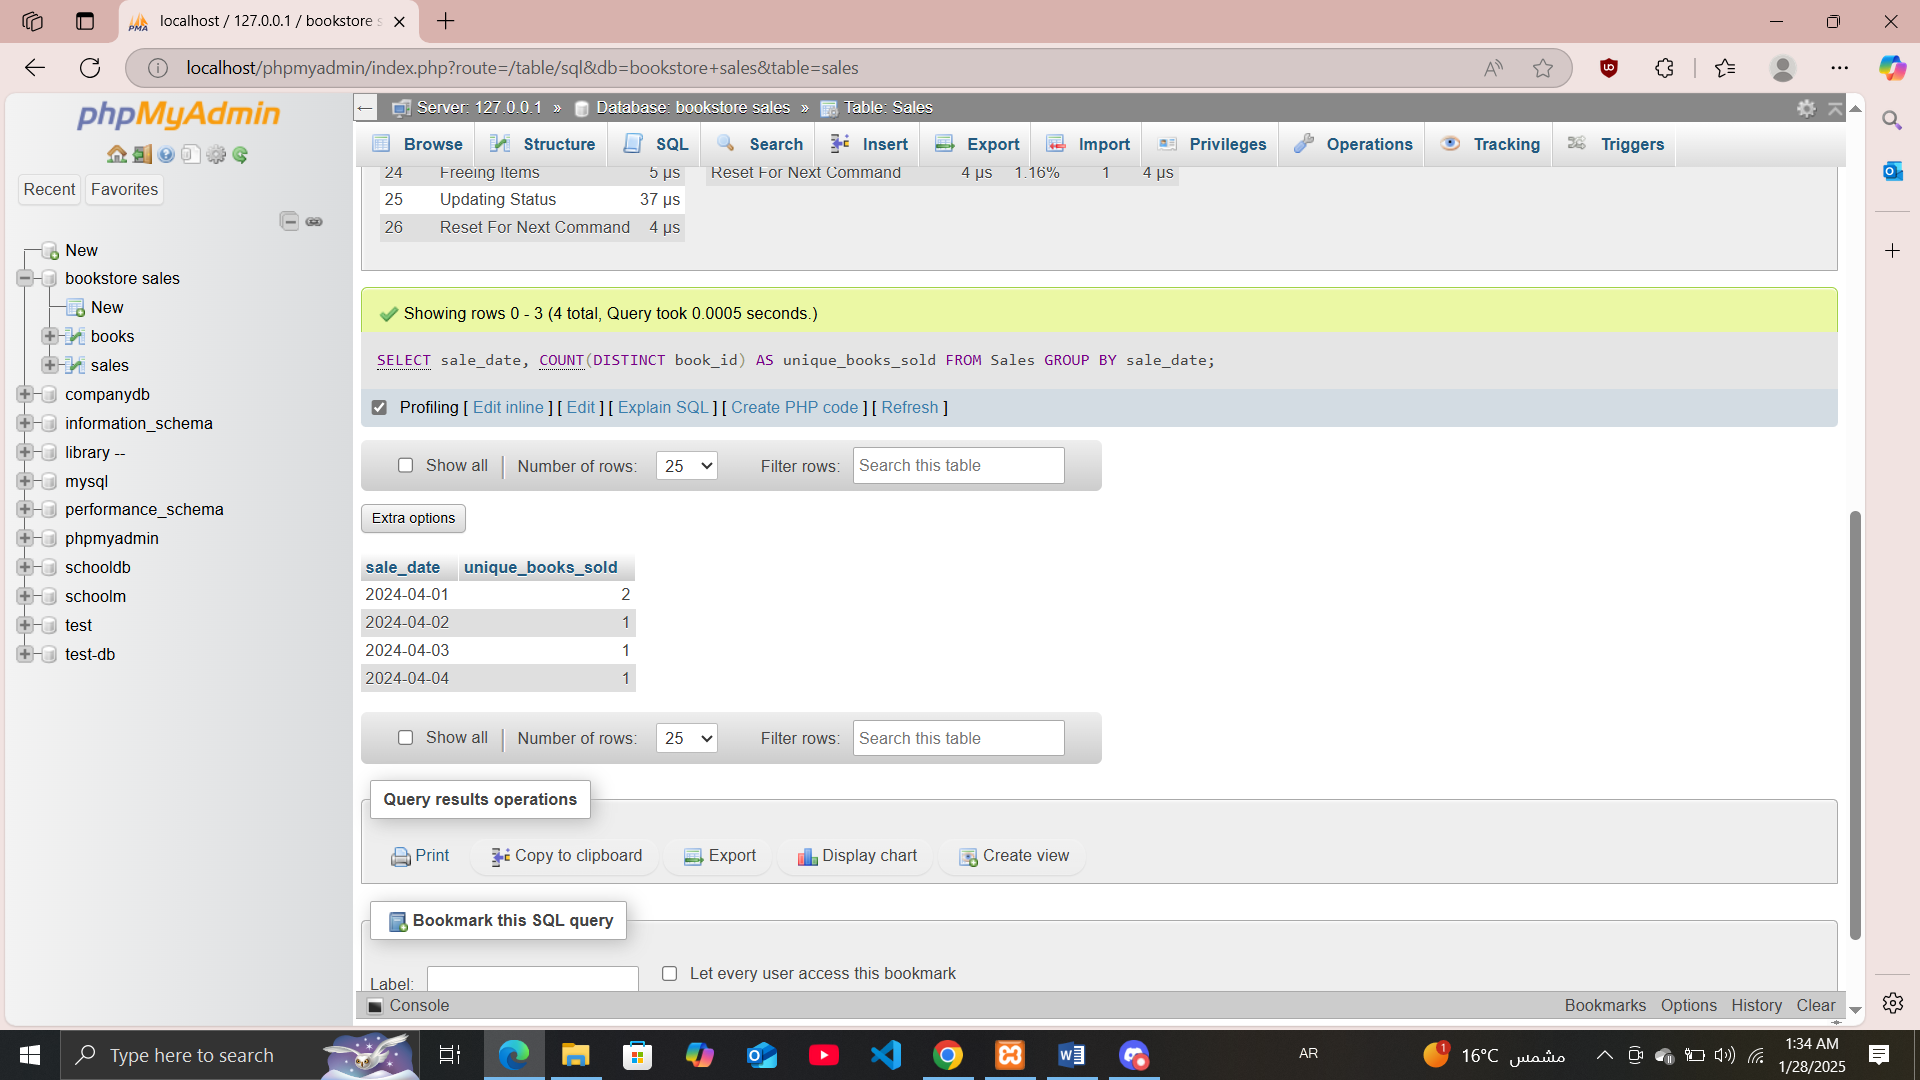 localhost / 127.0.0.1 / bookstore s
localhost/phpmyadmin/index.php?route=/table/sql&db=bookstore+sales&table=sales
phpMyAdmin
Recent Favorites
New
bookstore sales
New
books
sales
companydb
information_schema
library --
mysql
performance_schema
phpmyadmin
schooldb
schoolm
test
test-db
Server: 127.0.0.1 » Database: bookstore sales » Table: Sales
Browse Structure SQL Search Insert Export Import Privileges Operations Tracking Triggers
24 Freeing Items 5 µs Reset For Next Command 4 µs 1.16% 1 4 µs
25 Updating Status 37 µs
26 Reset For Next Command 4 µs
Showing rows 0 - 3 (4 total, Query took 0.0005 seconds.)
SELECT sale_date, COUNT(DISTINCT book_id) AS unique_books_sold FROM Sales GROUP BY sale_date;
Profiling [ Edit inline ] [ Edit ] [ Explain SQL ] [ Create PHP code ] [ Refresh ]
Show all Number of rows: 25 Filter rows: Search this table
Extra options
sale_date unique_books_sold
2024-04-01 2
2024-04-02 1
2024-04-03 1
2024-04-04 1
Show all Number of rows: 25 Filter rows: Search this table
Query results operations
Print Copy to clipboard Export Display chart Create view
Bookmark this SQL query
Label: Let every user access this bookmark
Console Bookmarks Options History Clear
Type here to search
AR
1
16°C مشمس
1:34 AM
1/28/2025